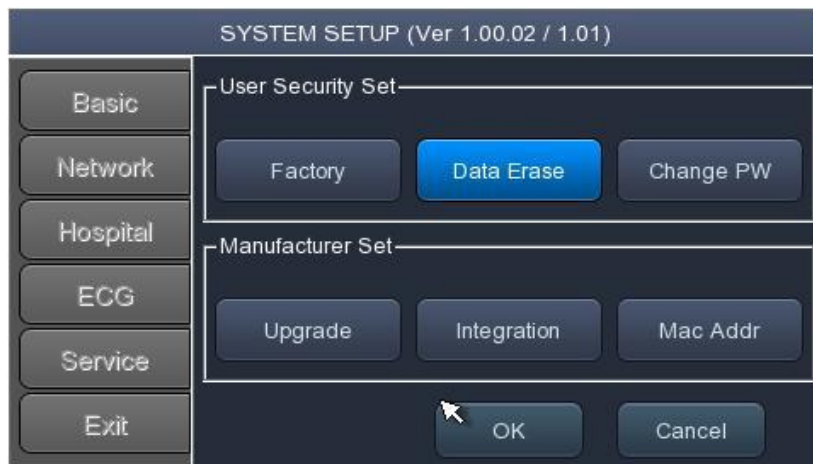 SYSTEM SETUP (Ver 1.00.02 / 1.01)
Basic
Network
Hospital
ECG
Service
Exit
User Security Set
Factory
Data Erase
Change PW
Manufacturer Set
Upgrade
Integration
Mac Addr
OK
Cancel